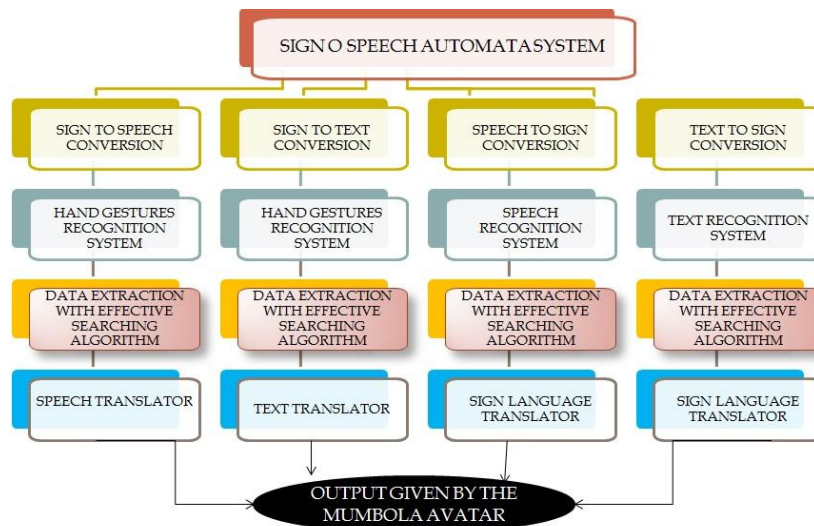 SIGN O SPEECH AUTOMATA SYSTEM
SIGN TO SPEECH
CONVERSION
SIGN TO TEXT
CONVERSION
SPEECH TO SIGN
CONVERSION
TEXT TO SIGN
CONVERSION
HAND GESTURES
RECOGNITION
SYSTEM
HAND GESTURES
RECOGNITION
SYSTEM
SPEECH
RECOGNITION
SYSTEM
TEXT RECOGNITION
SYSTEM
DATA EXTRACTION
WITH EFFECTIVE
SEARCHING
ALGORITHM
DATA EXTRACTION
WITH EFFECTIVE
SEARCHING
ALGORITHM
DATA EXTRACTION
WITH EFFECTIVE
SEARCHING
ALGORITHM
DATA EXTRACTION
WITH EFFECTIVE
SEARCHING
ALGORITHM
SPEECH TRANSLATOR
TEXT TRANSLATOR
SIGN LANGUAGE
TRANSLATOR
SIGN LANGUAGE
TRANSLATOR
OUTPUT GIVEN BY THE
MUMBOLA AVATAR